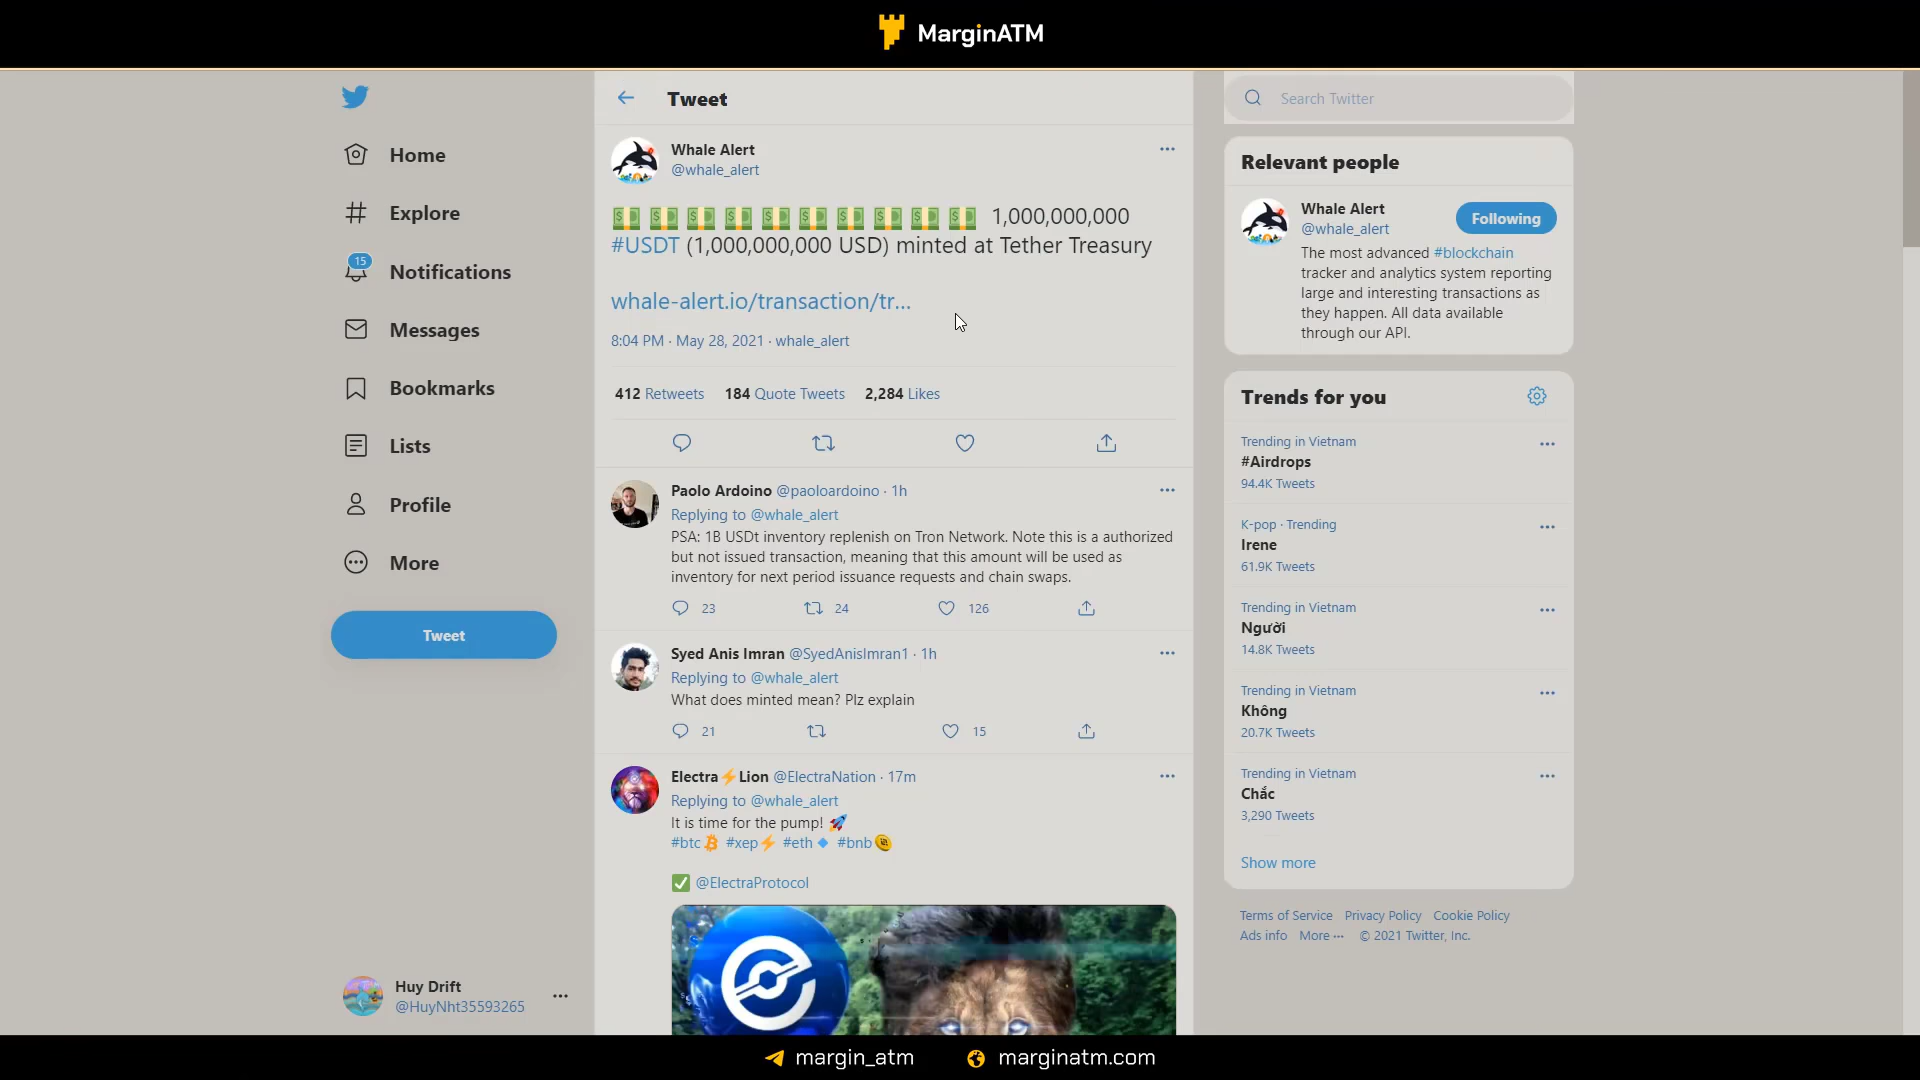 MarginATM
Home
Explore
15
Notifications
Messages
Bookmarks
Lists
Profile
More
Tweet
Huy Drift
@HuyNht35593265
Tweet
Whale Alert
@whale_alert
1,000,000,000
#USDT (1,000,000,000 USD) minted at Tether Treasury
whale-alert.io/transaction/tr...
8:04 PM · May 28, 2021 · whale_alert
412 Retweets 184 Quote Tweets 2,284 Likes
Paolo Ardoino @paoloardoino · 1h
Replying to @whale_alert
PSA: 1B USDt inventory replenish on Tron Network. Note this is a authorized
but not issued transaction, meaning that this amount will be used as
inventory for next period issuance requests and chain swaps.
23 24 126
Syed Anis Imran @SyedAnisImran1 · 1h
Replying to @whale_alert
What does minted mean? Plz explain
21 15
Electra⚡Lion @ElectraNation · 17m
Replying to @whale_alert
It is time for the pump! 🚀
#btc #xep⚡ #eth #bnb
✅ @ElectraProtocol
Search Twitter
Relevant people
Whale Alert
@whale_alert
Following
The most advanced #blockchain
tracker and analytics system reporting
large and interesting transactions as
they happen. All data available
through our API.
Trends for you
Trending in Vietnam
#Airdrops
94.4K Tweets
K-pop · Trending
Irene
61.9K Tweets
Trending in Vietnam
Người
14.8K Tweets
Trending in Vietnam
Không
20.7K Tweets
Trending in Vietnam
Chắc
3,290 Tweets
Show more
Terms of Service Privacy Policy Cookie Policy
Ads info More ··· © 2021 Twitter, Inc.
margin_atm marginatm.com